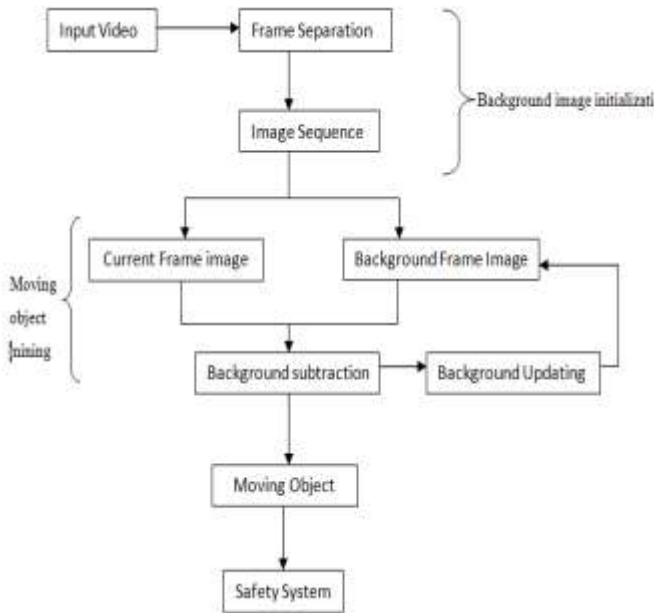 Input Video
Frame Separation
Background image initializati
Image Sequence
Current Frame image
Background Frame Image
Moving
object
mining
Background subtraction
Background Updating
Moving Object
Safety System